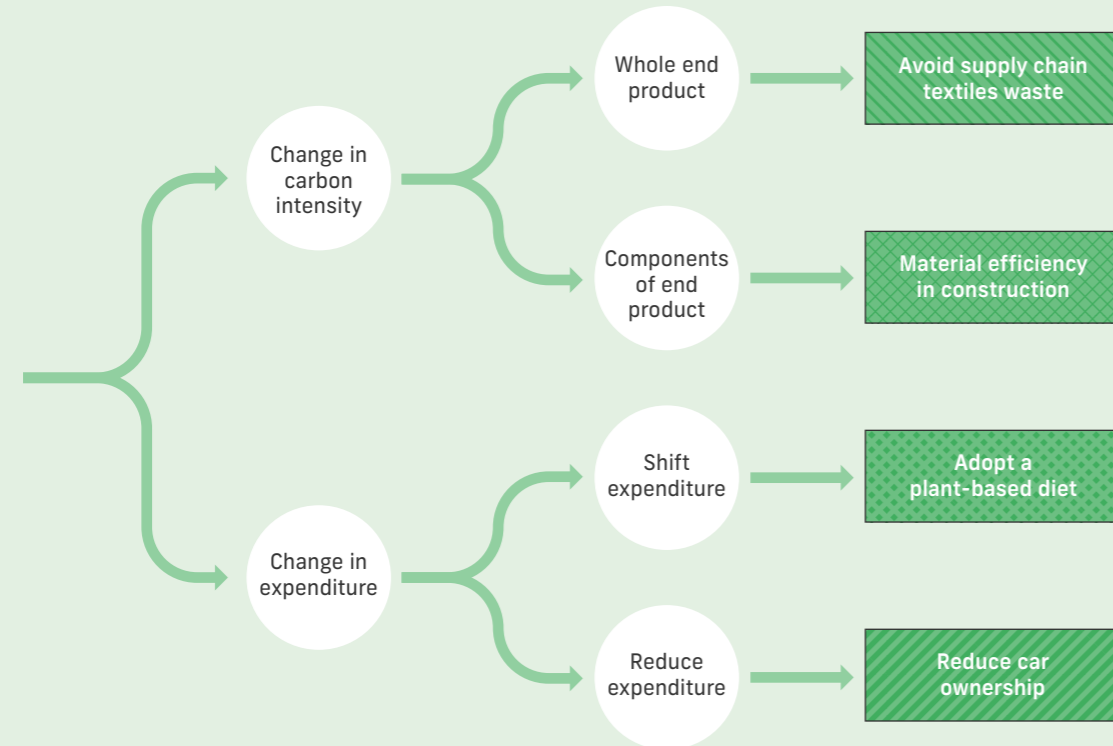 Whole end
product
Avoid supply chain
textiles waste
Change in
carbon
intensity
Components
of end
product
Material efficiency
in construction
Shift
expenditure
Adopt a
plant-based diet
Change in
expenditure
Reduce
expenditure
Reduce car
ownership